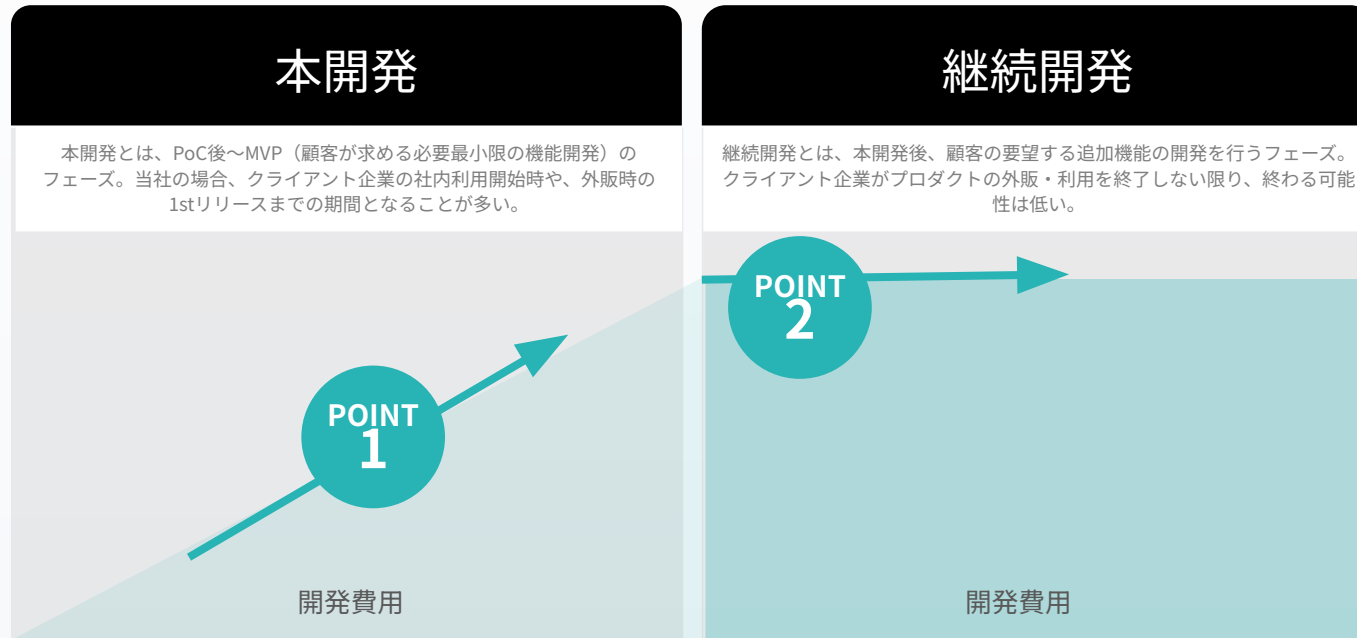 本開発
本開発とは、PoC後～MVP（顧客が求める必要最小限の機能開発）の
フェーズ。当社の場合、クライアント企業の社内利用開始時や、外販時の
1stリリースまでの期間となることが多い。
POINT
1
開発費用
継続開発
継続開発とは、本開発後、顧客の要望する追加機能の開発を行うフェーズ。
クライアント企業がプロダクトの外販・利用を終了しない限り、終わる可能
性は低い。
POINT
2
開発費用